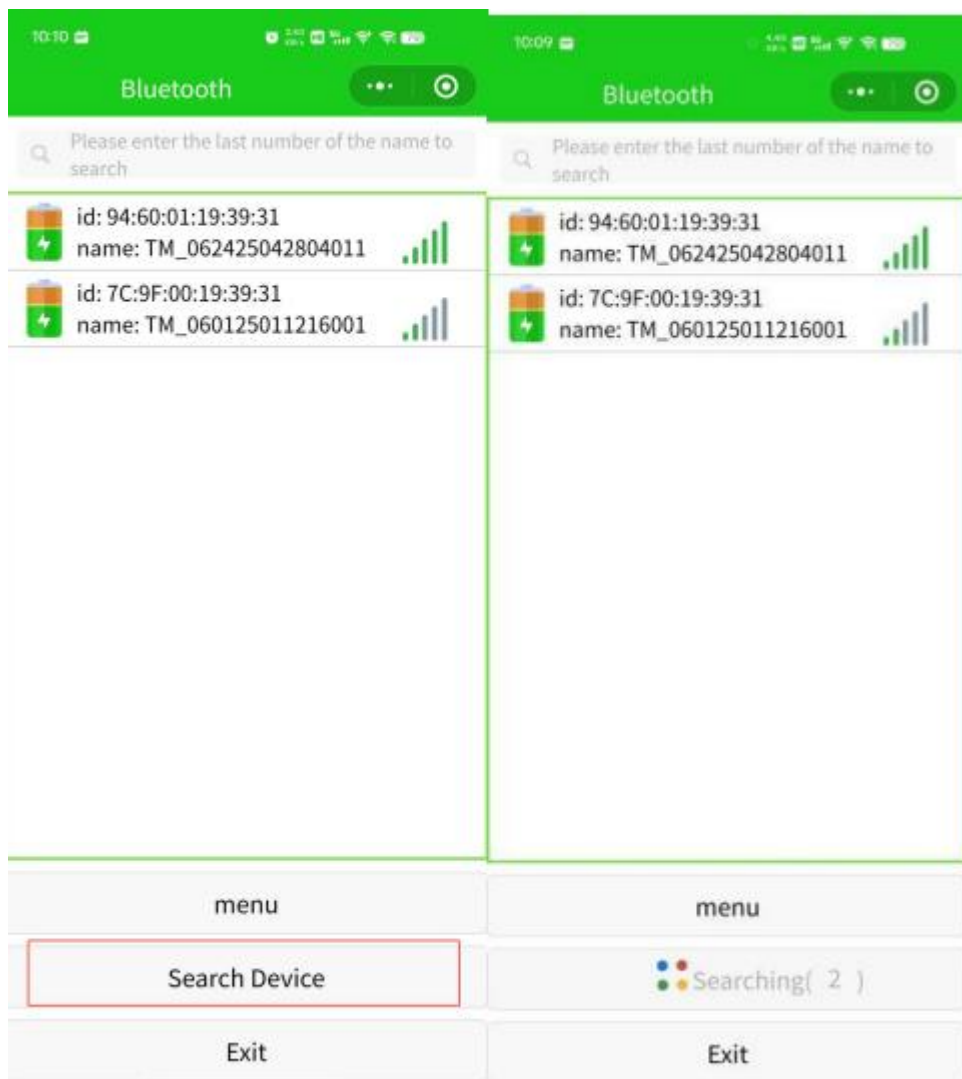 10:10
Bluetooth
Please enter the last number of the name to
search
id: 94:60:01:19:39:31
name: TM_062425042804011
id: 7C:9F:00:19:39:31
name: TM_060125011216001
menu
Search Device
Exit
10:09
Bluetooth
Please enter the last number of the name to
search
id: 94:60:01:19:39:31
name: TM_062425042804011
id: 7C:9F:00:19:39:31
name: TM_060125011216001
menu
Searching( 2 )
Exit